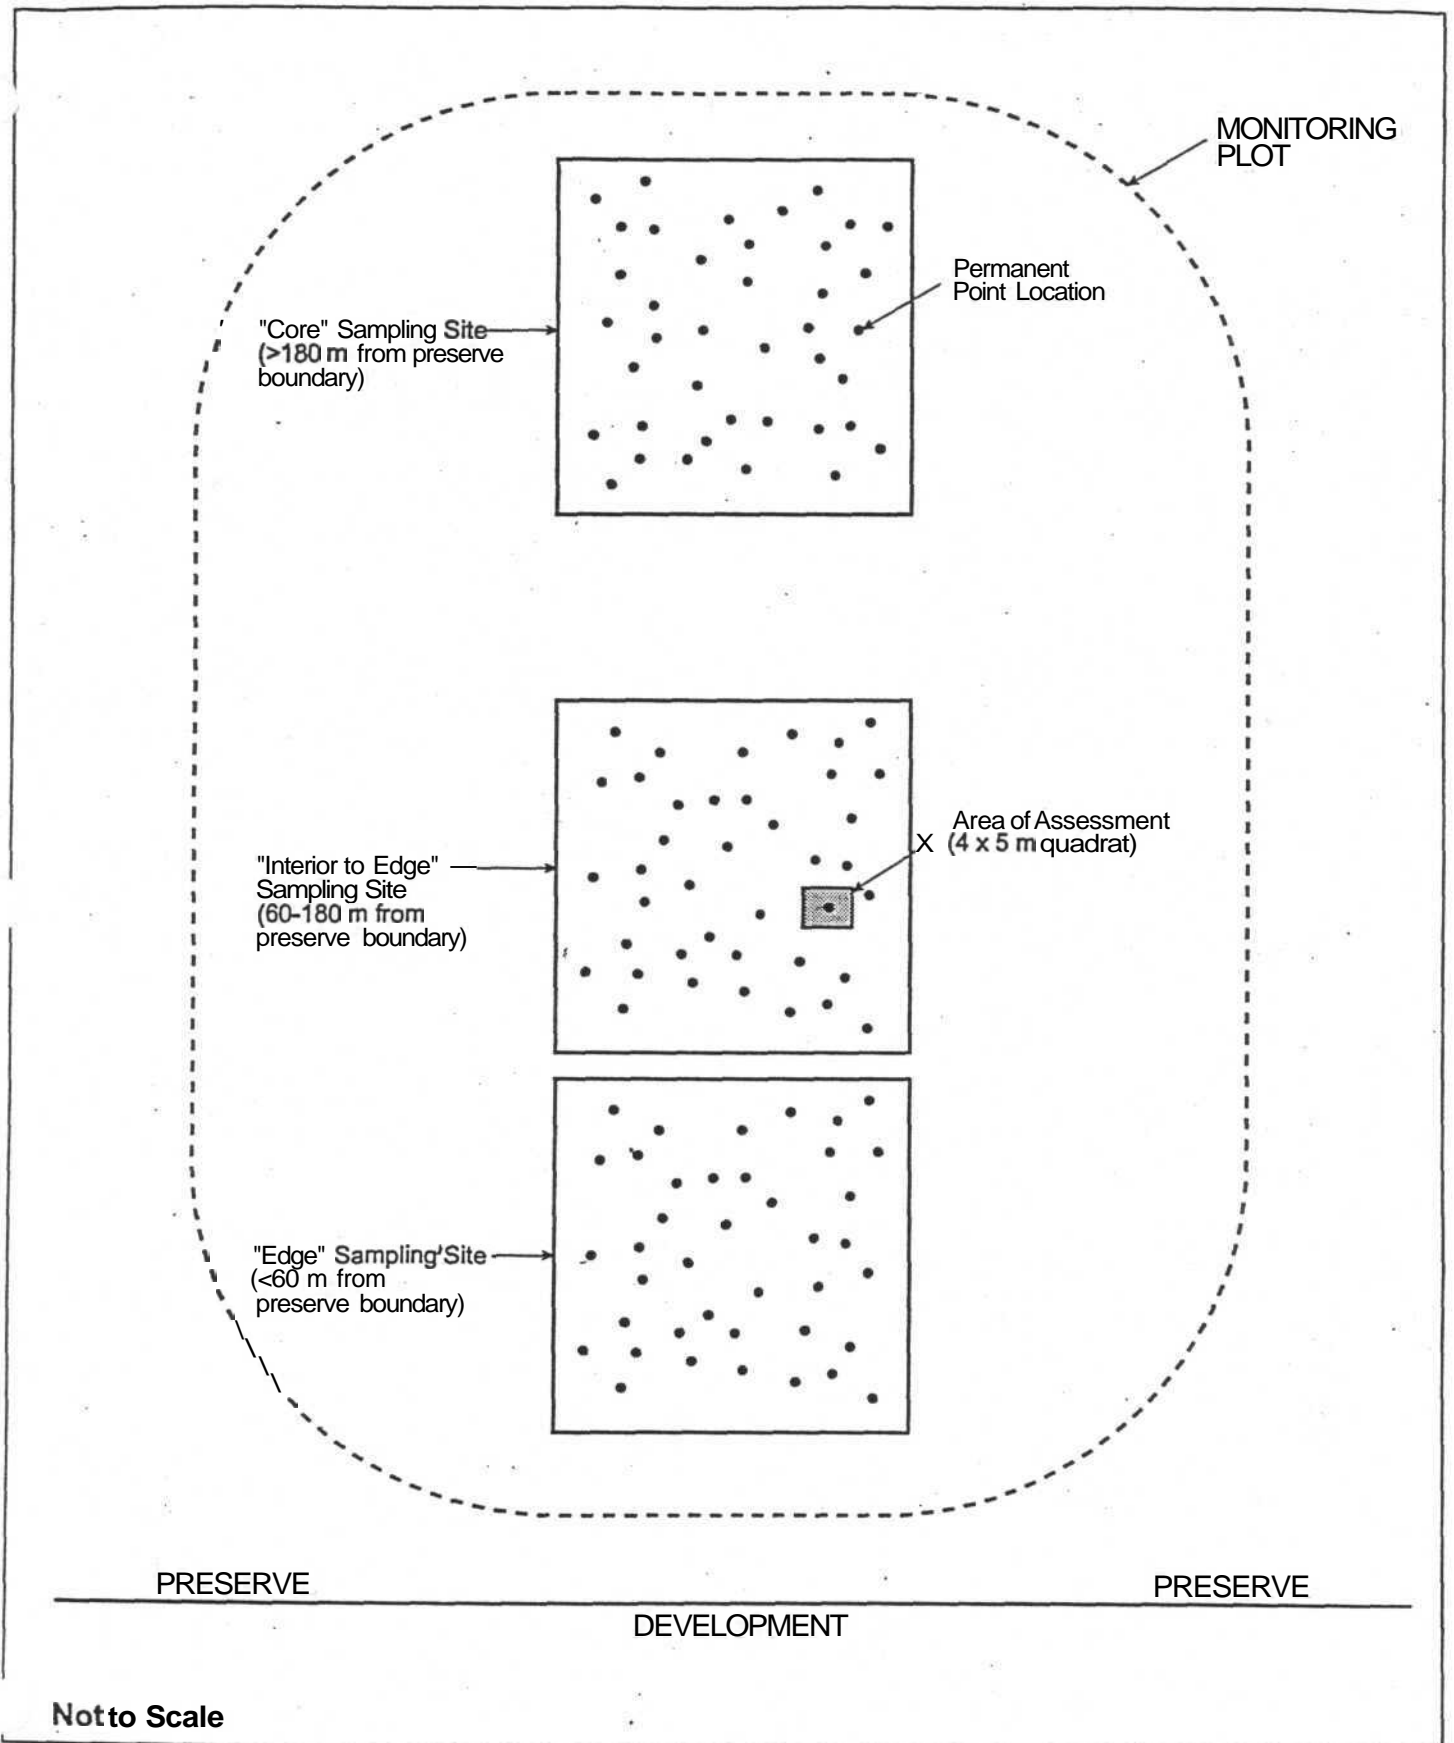 MONITORING
PLOT
Permanent
Point Location
"Core" Sampling Site
(>180 m from preserve
boundary)
Area of Assessment
X (4 x 5 m quadrat)
"Interior to Edge"
Sampling Site
(60-180 m from
preserve boundary)
"Edge" Sampling Site
(<60 m from
preserve boundary)
PRESERVE
PRESERVE
DEVELOPMENT
Not to Scale